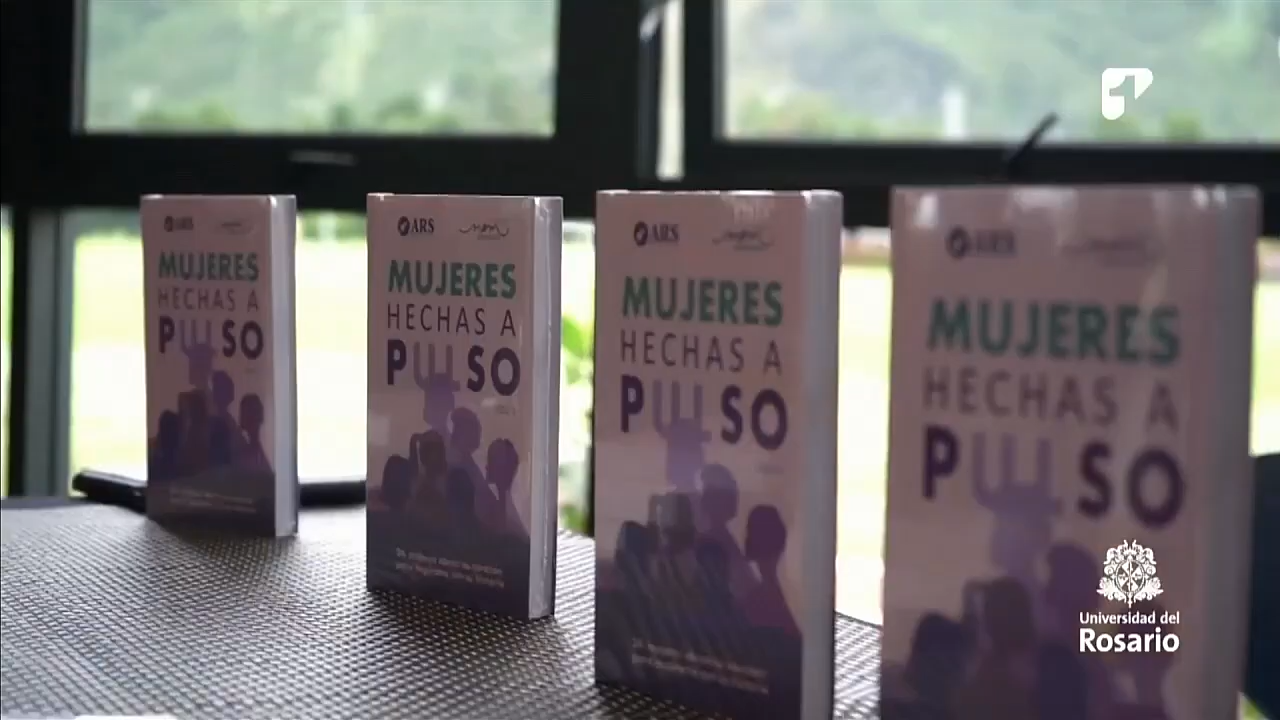 ARS
MUJERES
HECHAS A
PULSO
ARS
MUJERES
HECHAS A
PULSO
ARS
MUJERES
HECHAS A
PULSO
ARS
MUJERES
HECHAS A
PULSO
1
Universidad del
Rosario